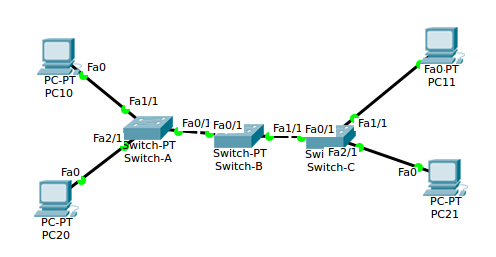 Fa0
PC-PT
PC10
Fa1/1
Fa2/1
Switch-PT
Switch-A
Fa0/1
Fa0/1
Switch-PT
Switch-B
Fa1/1
Fa0/1
Swi
Switch-C
Fa1/1
Fa2/1
Fa0
PT
PC11
Fa0
PC-PT
PC21
Fa0
PC-PT
PC20